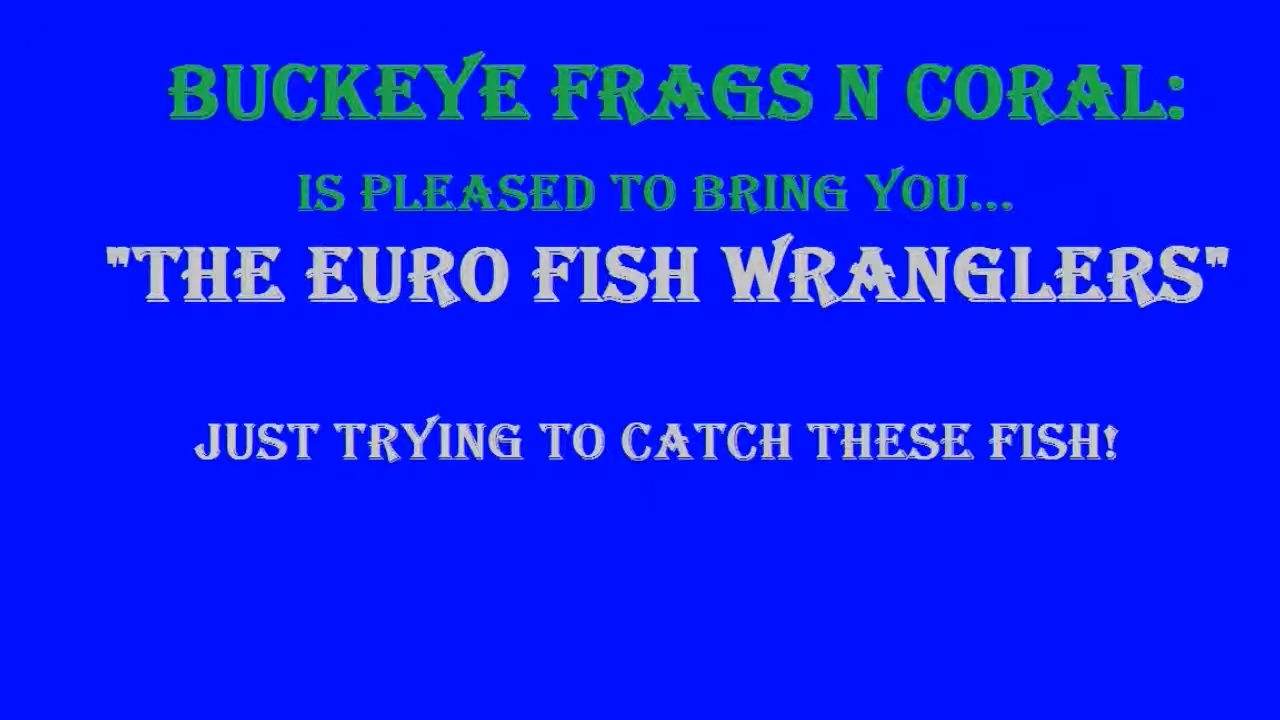 BUCKEYE FRAGS N CORAL:
IS PLEASED TO BRING YOU...
"THE EURO FISH WRANGLERS"
JUST TRYING TO CATCH THESE FISH!